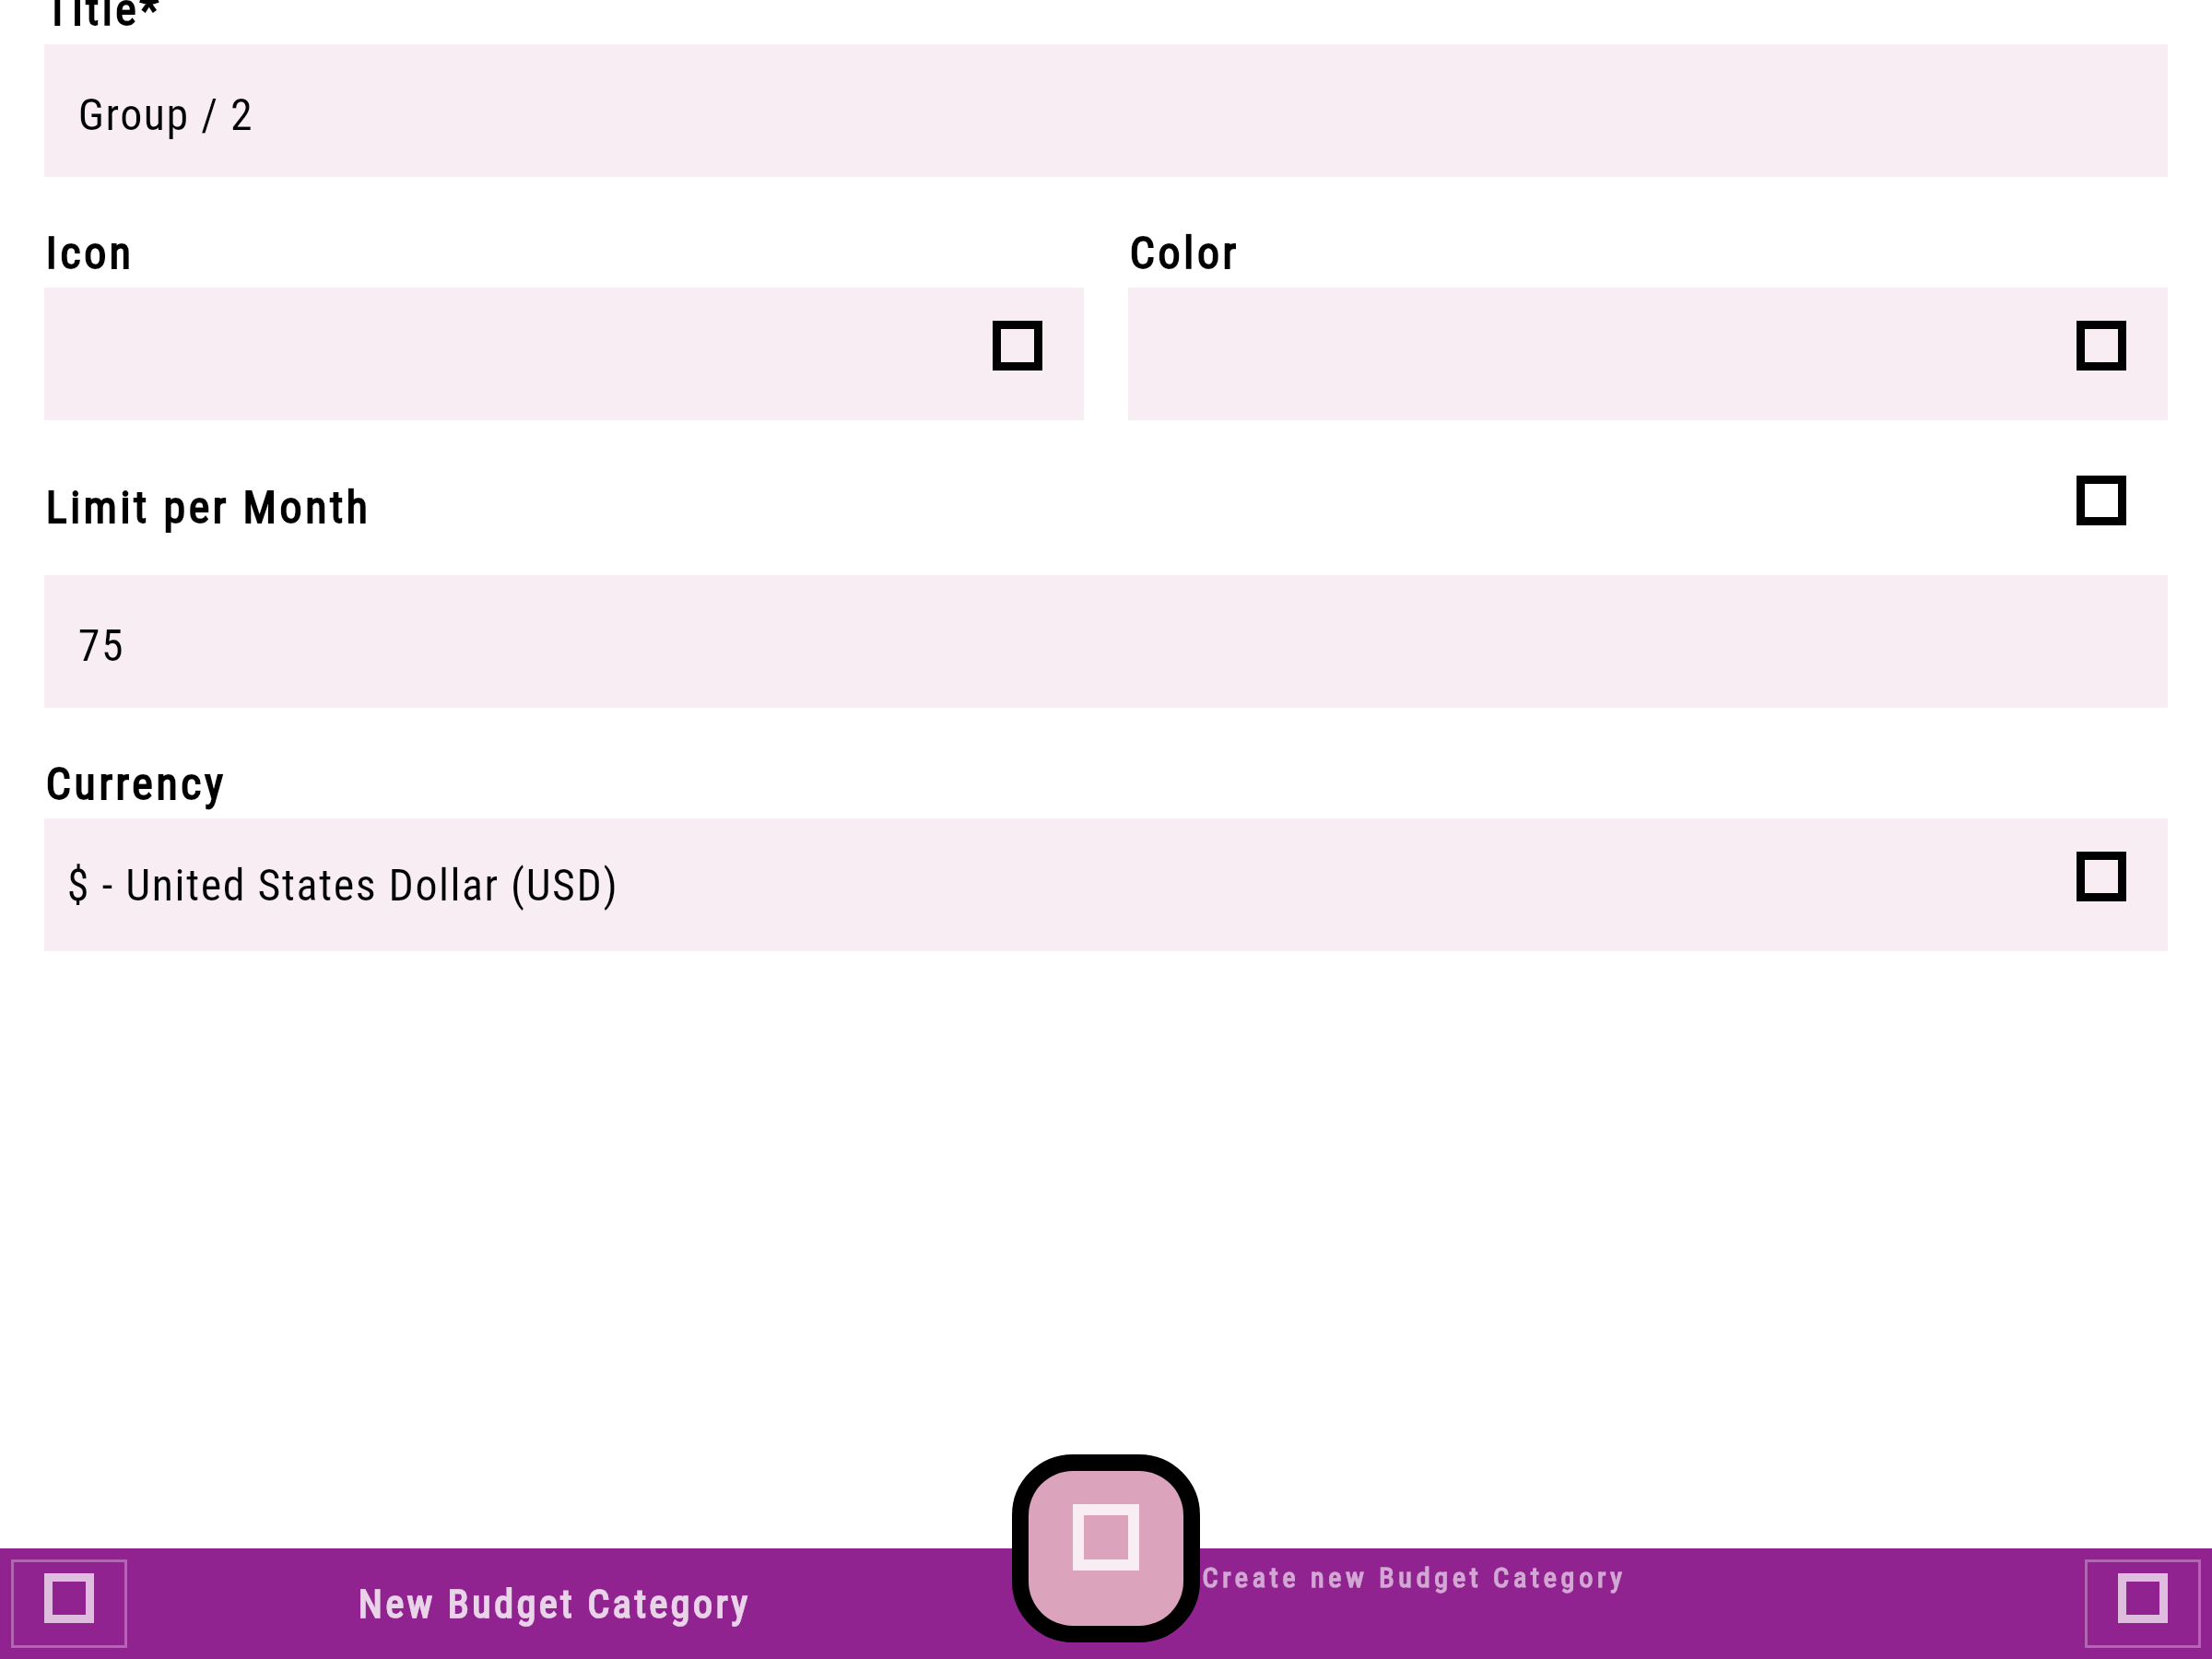 Title*
Group / 2
Icon
Color
Limit per Month
75
Currency
$ - United States Dollar (USD)
New Budget Category
Create new Budget Category